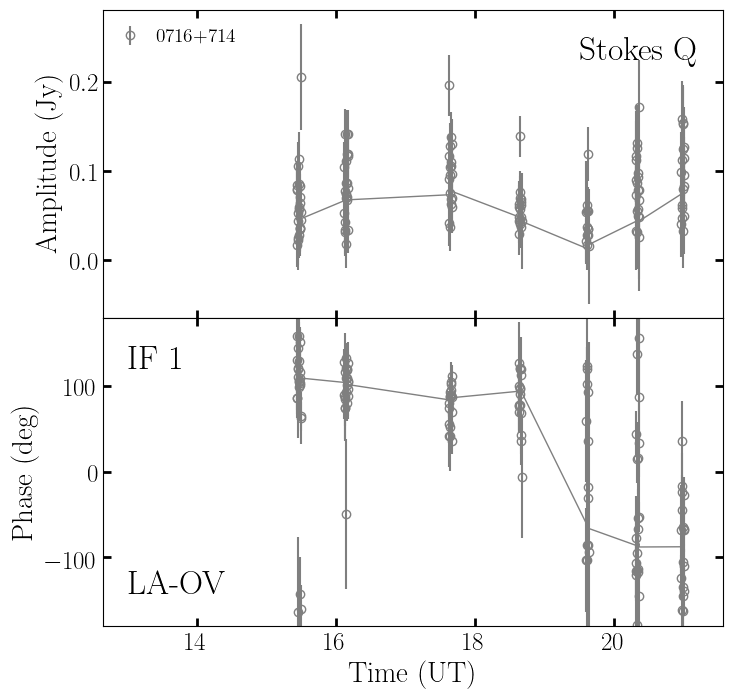 0716+714
Stokes Q
Amplitude (Jy)
0.2
0.1
0.0
IF 1
Phase (deg)
100
0
−100
LA-OV
14 16 18 20
Time (UT)